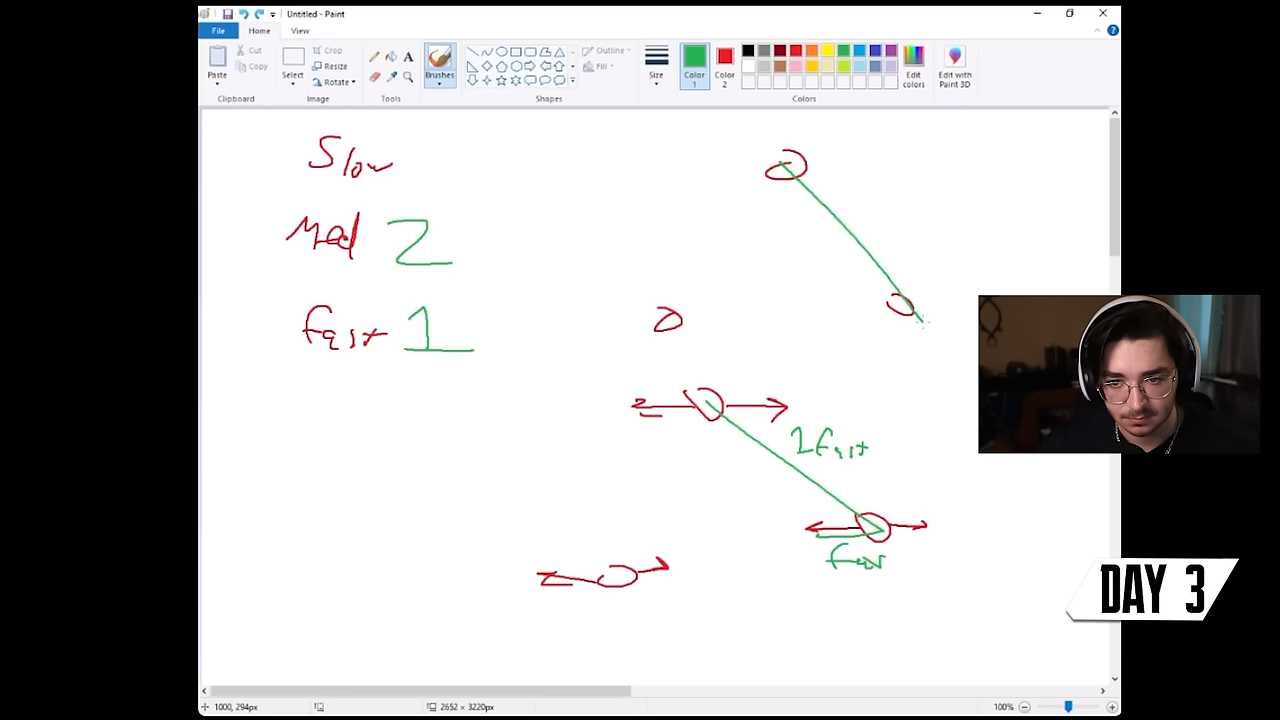 Untitled - Paint
File Home View
Paste
Cut
Copy
Clipboard
Select
Crop
Resize
Rotate
Image
Tools
Brushes
Shapes
Outline
Fill
Size
Color 1
Color 2
Edit colors
Colors
Edit with Paint 3D
Slow
Med 2
fast 1
1 fast
DAY 3
1000, 294px
2652 × 3220px
100%